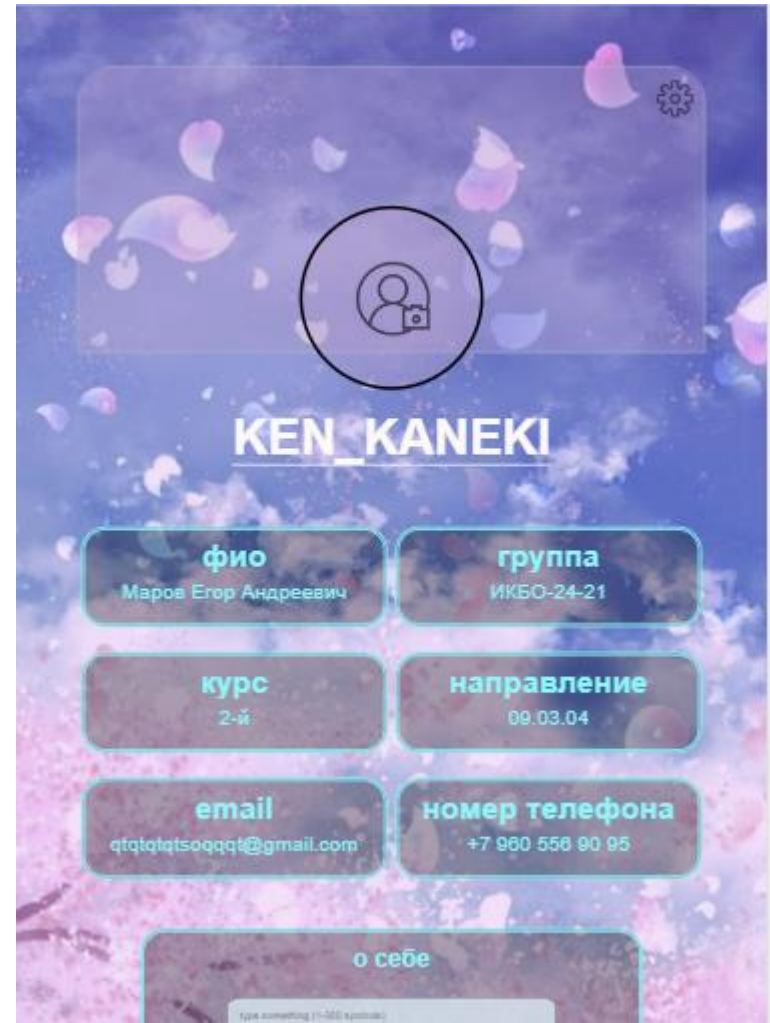 KEN_KANEKI
фио
Маров Егор Андреевич
группа
ИКБО-24-21
курс
2-й
направление
09.03.04
email
qtqtqtqtsoqqqt@gmail.com
номер телефона
+7 960 556 90 95
о себе
type something (1-300 symbols)